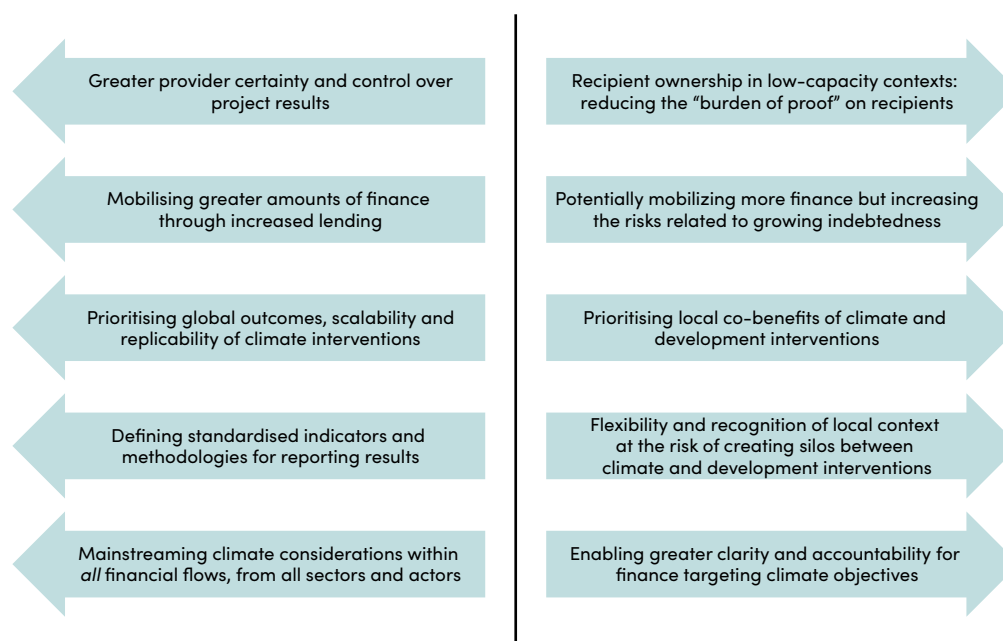 Greater provider certainty and control over
project results
Recipient ownership in low-capacity contexts:
reducing the “burden of proof” on recipients
Mobilising greater amounts of finance
through increased lending
Potentially mobilizing more finance but increasing
the risks related to growing indebtedness
Prioritising global outcomes, scalability and
replicability of climate interventions
Prioritising local co-benefits of climate and
development interventions
Defining standardised indicators and
methodologies for reporting results
Flexibility and recognition of local context
at the risk of creating silos between
climate and development interventions
Mainstreaming climate considerations within
all financial flows, from all sectors and actors
Enabling greater clarity and accountability for
finance targeting climate objectives